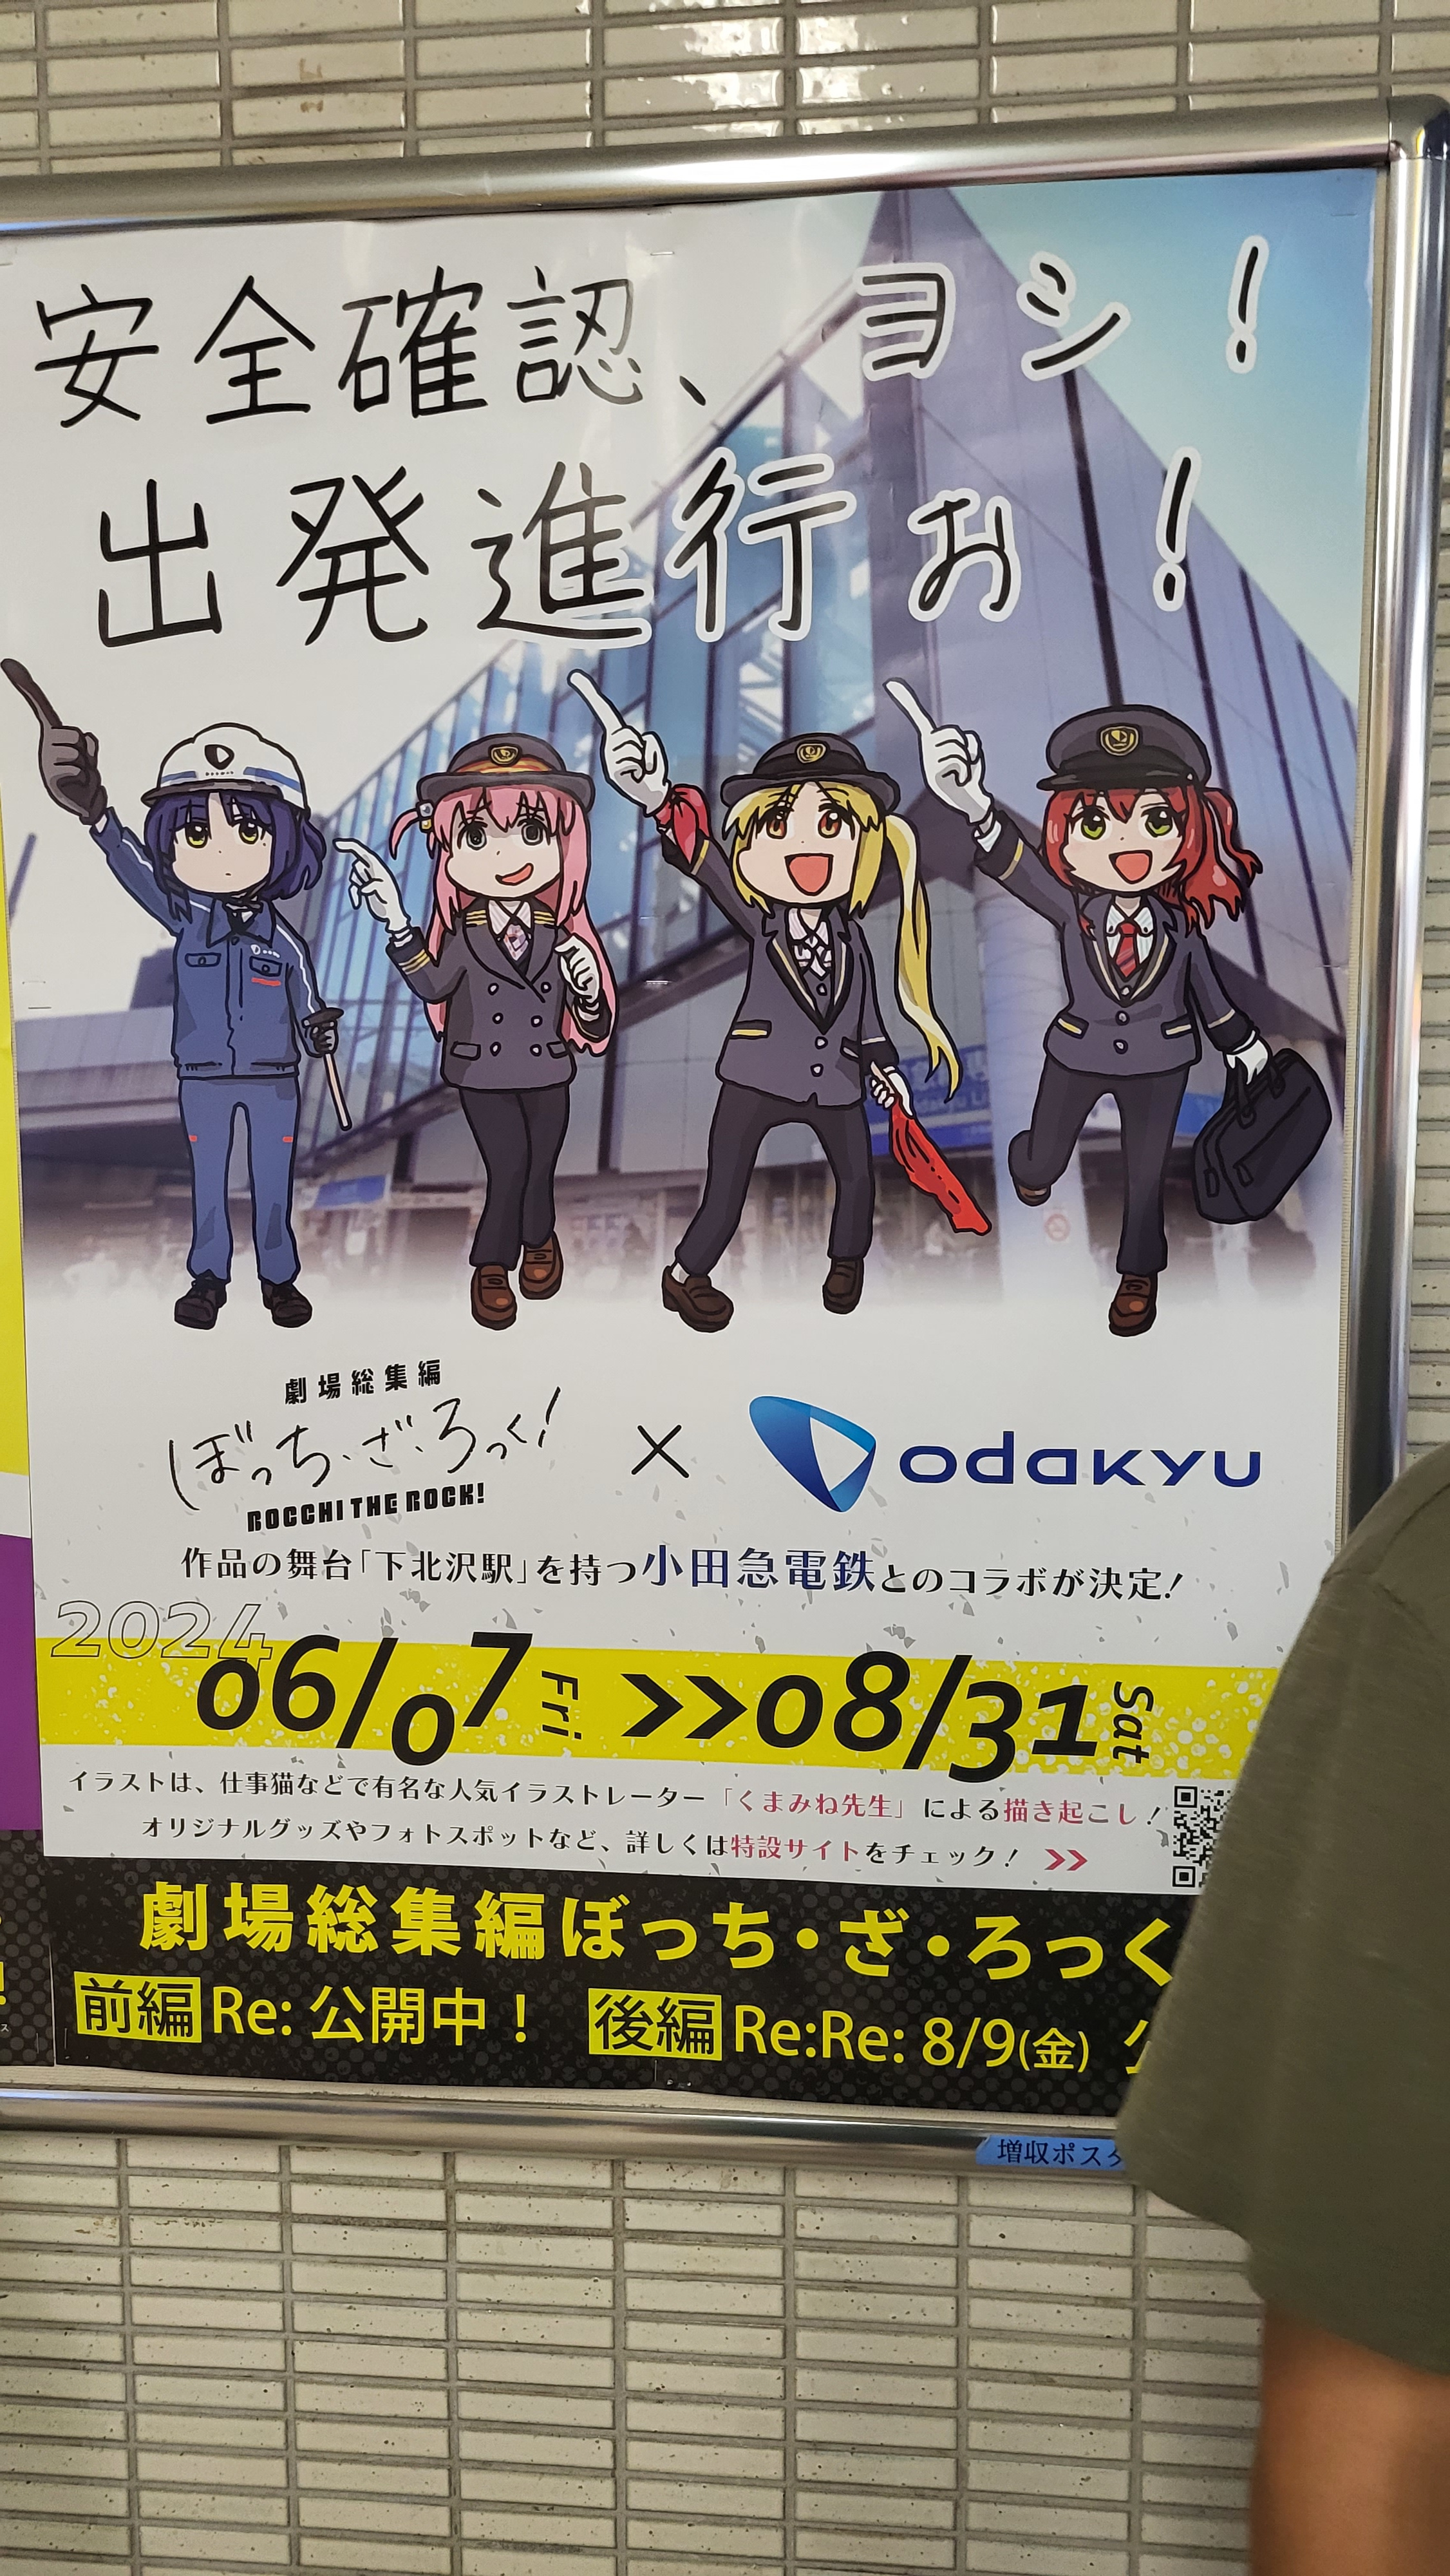 安全確認、ヨシ！
出発進行ぉ！
劇場総集編
ぼっち・ざ・ろっく！
BOCCHI THE ROCK!
×
odakyu
作品の舞台「下北沢駅」を持つ小田急電鉄とのコラボが決定！
2024
06/07 Fri >>> 08/31 Sat
イラストは、仕事猫などで有名な人気イラストレーター「くまみね先生」による描き起こし！
オリジナルグッズやフォトスポットなど、詳しくは特設サイトをチェック！ >>
劇場総集編ぼっち・ざ・ろっく
前編 Re: 公開中！ 後編 Re:Re: 8/9(金)
増収ポスタ